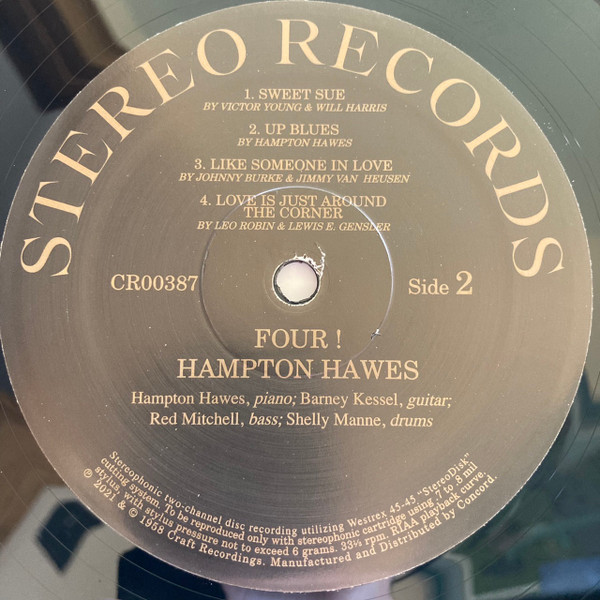 STEREO RECORDS
1. SWEET SUE
BY VICTOR YOUNG & WILL HARRIS
2. UP BLUES
BY HAMPTON HAWES
3. LIKE SOMEONE IN LOVE
BY JOHNNY BURKE & JIMMY VAN HEUSEN
4. LOVE IS JUST AROUND
THE CORNER
BY LEO ROBIN & LEWIS E. GENSLER
CR00387
Side 2
FOUR !
HAMPTON HAWES
Hampton Hawes, piano; Barney Kessel, guitar;
Red Mitchell, bass; Shelly Manne, drums
Stereophonic two-channel disc recording utilizing Westrex 45-45 "StereoDisk"
cutting system. To be reproduced only with stereophonic cartridge using .7 to .8 mil
stylus, with stylus pressure not to exceed 6 grams. 33⅓ rpm. RIAA playback curve.
℗ 2021 & © 1958 Craft Recordings. Manufactured and Distributed by Concord.